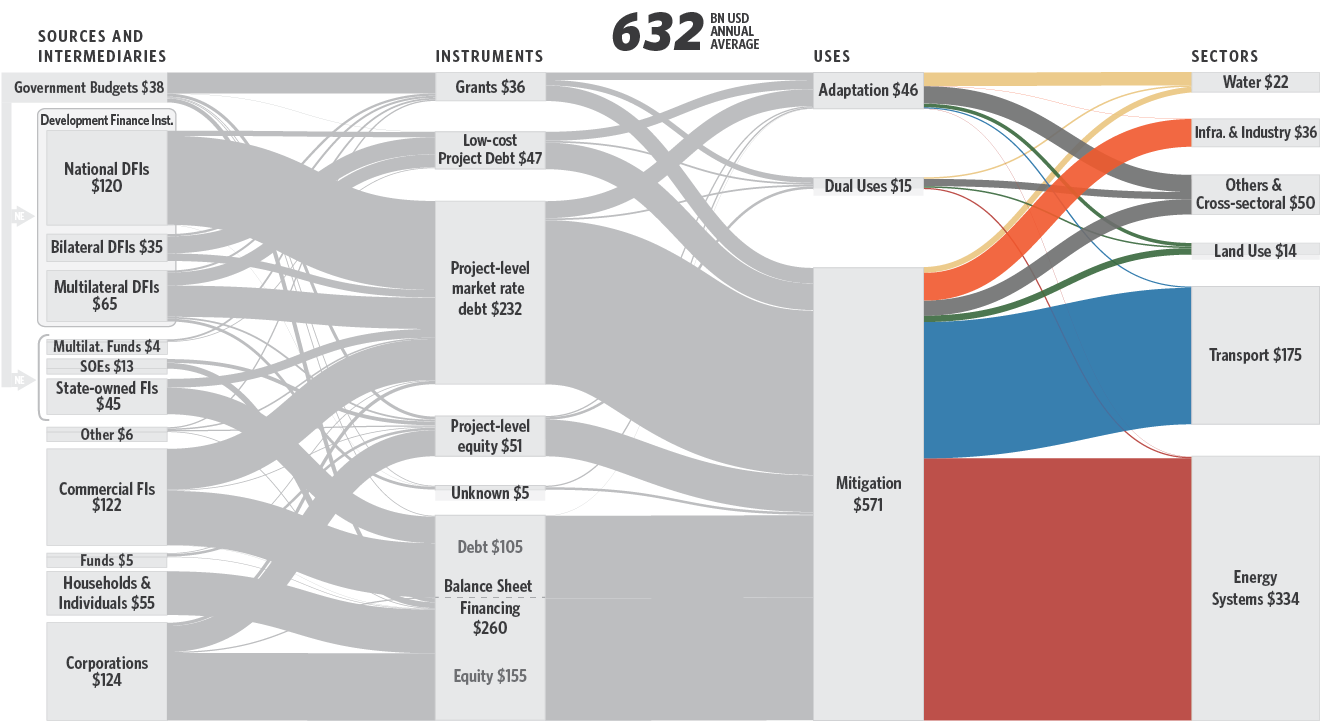 632
BN USD
ANNUAL
AVERAGE
SOURCES AND
INTERMEDIARIES
INSTRUMENTS
USES
SECTORS
Government Budgets $38
Development Finance Inst.
National DFIs
$120
NE
Bilateral DFIs $35
Multilateral DFIs
$65
Multilat. Funds $4
SOEs $13
NE
State-owned FIs
$45
Other $6
Commercial FIs
$122
Funds $5
Households &
Individuals $55
Corporations
$124
Grants $36
Low-cost
Project Debt $47
Project-level
market rate
debt $232
Project-level
equity $51
Unknown $5
Debt $105
Balance Sheet
Financing
$260
Equity $155
Adaptation $46
Dual Uses $15
Mitigation
$571
Water $22
Infra. & Industry $36
Others &
Cross-sectoral $50
Land Use $14
Transport $175
Energy
Systems $334